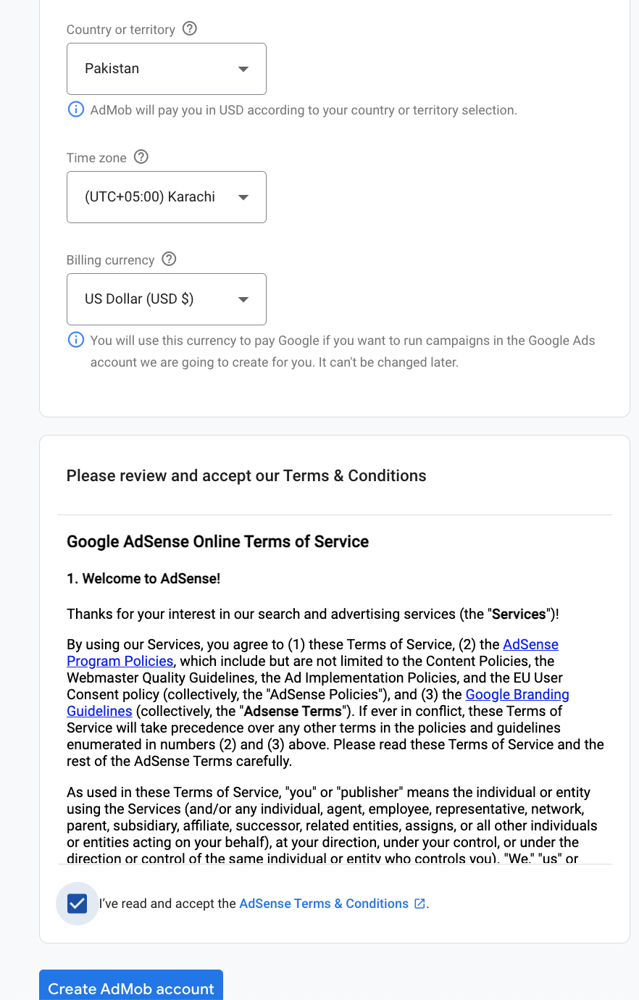 Country or territory
Pakistan
AdMob will pay you in USD according to your country or territory selection.
Time zone
(UTC+05:00) Karachi
Billing currency
US Dollar (USD $)
You will use this currency to pay Google if you want to run campaigns in the Google Ads
account we are going to create for you. It can't be changed later.
Please review and accept our Terms & Conditions
Google AdSense Online Terms of Service
1. Welcome to AdSense!
Thanks for your interest in our search and advertising services (the "Services")!
By using our Services, you agree to (1) these Terms of Service, (2) the AdSense
Program Policies, which include but are not limited to the Content Policies, the
Webmaster Quality Guidelines, the Ad Implementation Policies, and the EU User
Consent policy (collectively, the "AdSense Policies"), and (3) the Google Branding
Guidelines (collectively, the "Adsense Terms"). If ever in conflict, these Terms of
Service will take precedence over any other terms in the policies and guidelines
enumerated in numbers (2) and (3) above. Please read these Terms of Service and the
rest of the AdSense Terms carefully.
As used in these Terms of Service, "you" or "publisher" means the individual or entity
using the Services (and/or any individual, agent, employee, representative, network,
parent, subsidiary, affiliate, successor, related entities, assigns, or all other individuals
or entities acting on your behalf), at your direction, under your control, or under the
direction or control of the same individual or entity who controls you). "We," "us" or
I've read and accept the AdSense Terms & Conditions.
Create AdMob account